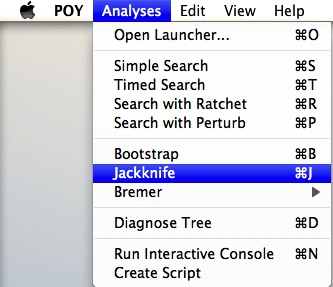 POY Analyses Edit View Help
Open Launcher... ⌘O
Simple Search ⌘S
Timed Search ⌘T
Search with Ratchet ⌘R
Search with Perturb ⌘P
Bootstrap ⌘B
Jackknife ⌘J
Bremer
Diagnose Tree ⌘D
Run Interactive Console ⌘N
Create Script